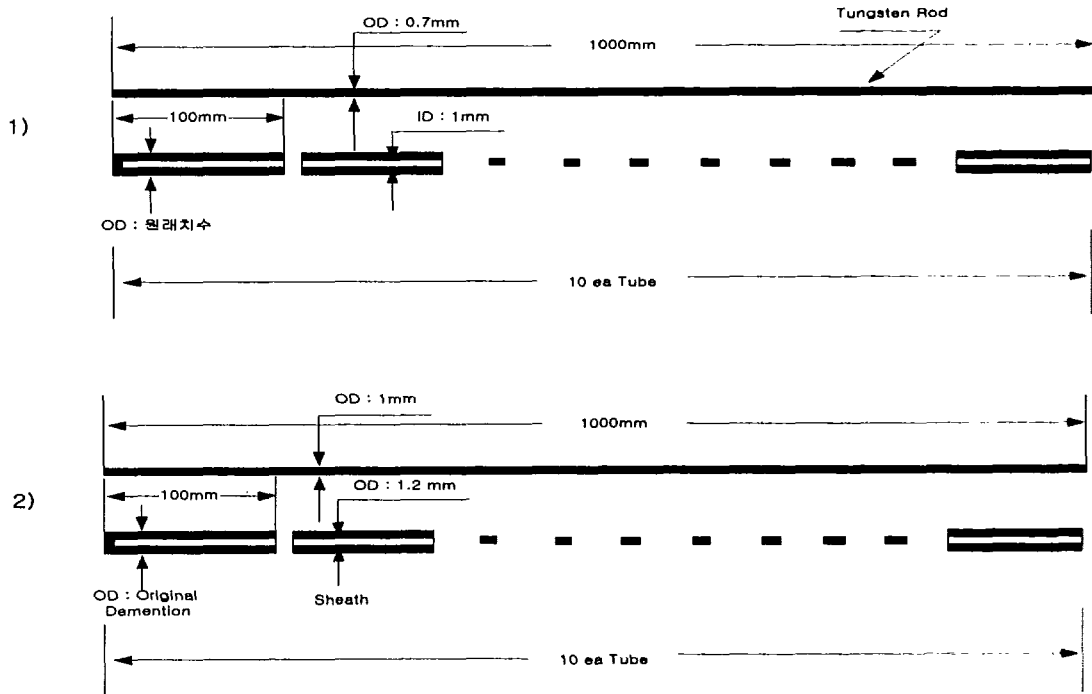 OD : 0.7mm
Tungsten Rod
1000mm
1)
100mm
ID : 1mm
OD : 원래치수
10 ea Tube
OD : 1mm
1000mm
2)
100mm
OD : 1.2 mm
OD : Original
Demention
Sheath
10 ea Tube